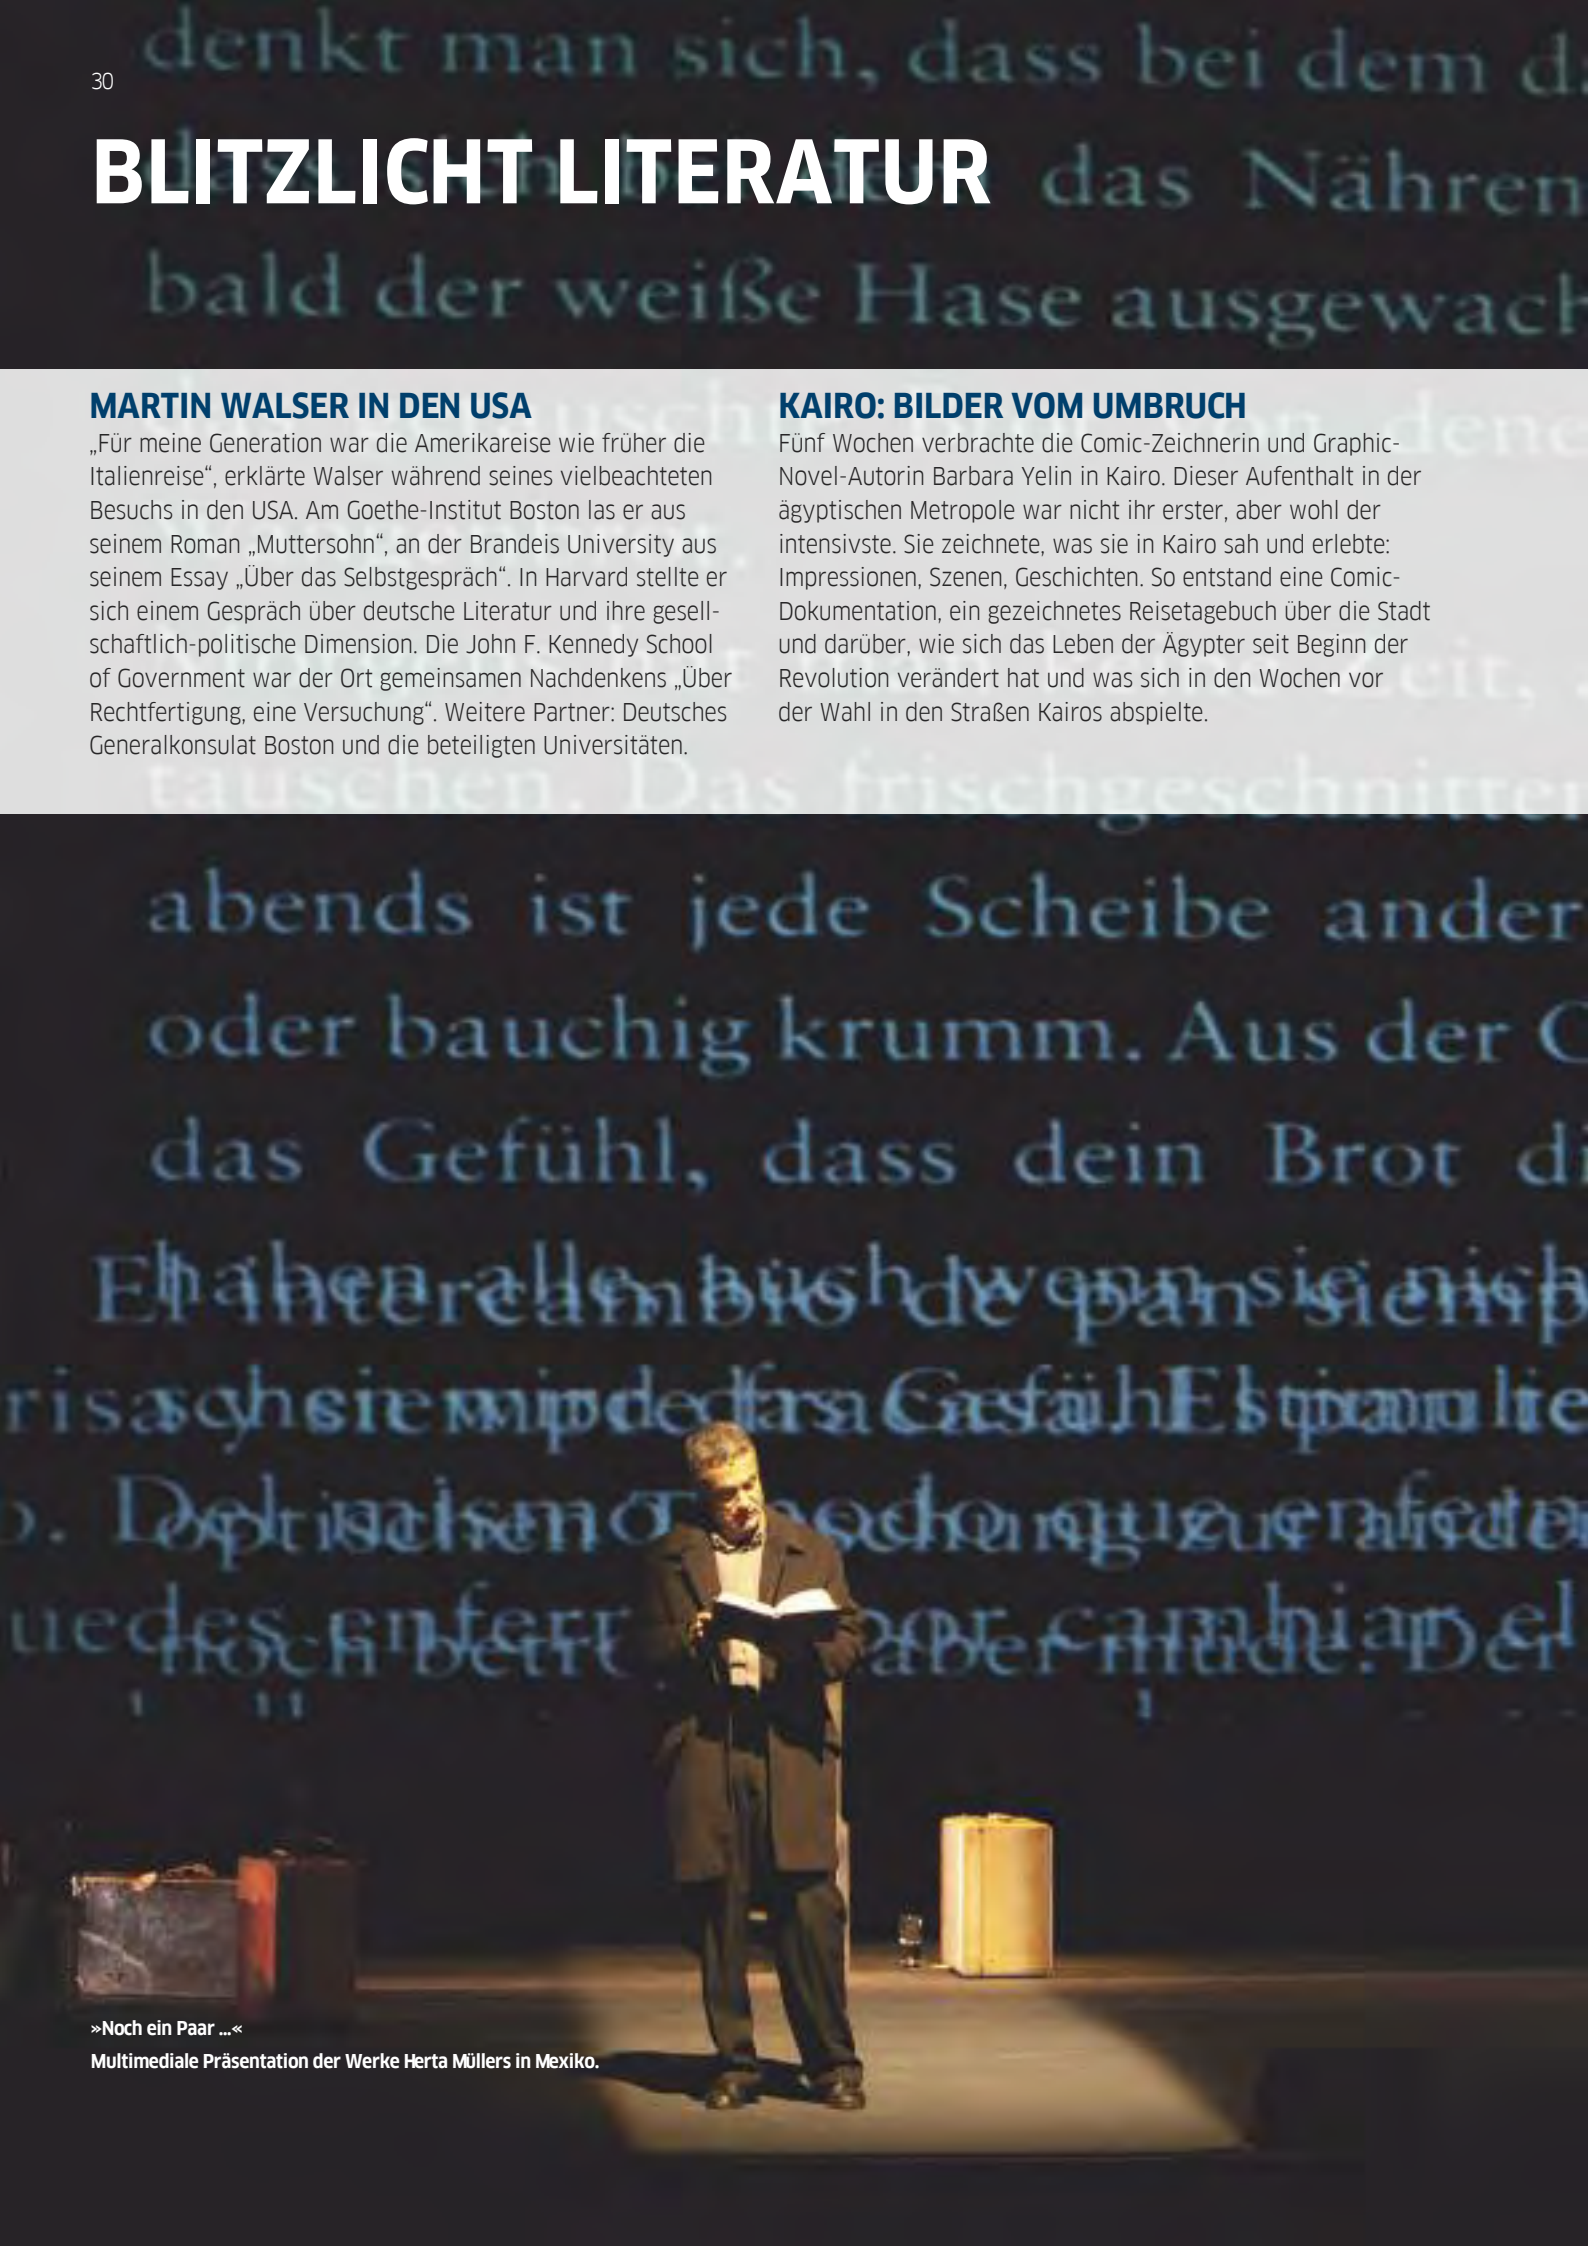 30
denkt man sich, dass bei dem
BLITZLICHT LITERATUR
das Nähren
bald der weiße Hase
MARTIN WALSER IN DEN USA
„Für meine Generation war die Amerikareise wie früher die
Italienreise“, erklärte Walser während seines vielbeachteten
Besuchs in den USA. Am Goethe-Institut Boston las er aus
seinem Roman „Muttersohn“, an der Brandeis University aus
seinem Essay „Über das Selbstgespräch“. In Harvard stellte er
sich einem Gespräch über deutsche Literatur und ihre gesell-
schaftlich-politische Dimension. Die John F. Kennedy School
of Government war der Ort gemeinsamen Nachdenkens „Über
Rechtfertigung, eine Versuchung“. Weitere Partner: Deutsches
Generalkonsulat Boston und die beteiligten Universitäten.
KAIRO: BILDER VOM UMBRUCH
Fünf Wochen verbrachte die Comic-Zeichnerin und Graphic-
Novel-Autorin Barbara Yelin in Kairo. Dieser Aufenthalt in der
ägyptischen Metropole war nicht ihr erster, aber wohl der
intensivste. Sie zeichnete, was sie in Kairo sah und erlebte:
Impressionen, Szenen, Geschichten. So entstand eine Comic-
Dokumentation, ein gezeichnetes Reisetagebuch über die Stadt
und darüber, wie sich das Leben der Ägypter seit Beginn der
Revolution verändert hat und was sich in den Wochen vor
der Wahl in den Straßen Kairos abspielte.
tauschen. Das frischgeschnitten
abends ist jede Scheibe ander
oder bauchig krumm. Aus der
das Gefühl, dass dein Brot di
»Noch ein Paar ...«
Multimediale Präsentation der Werke Herta Müllers in Mexiko.